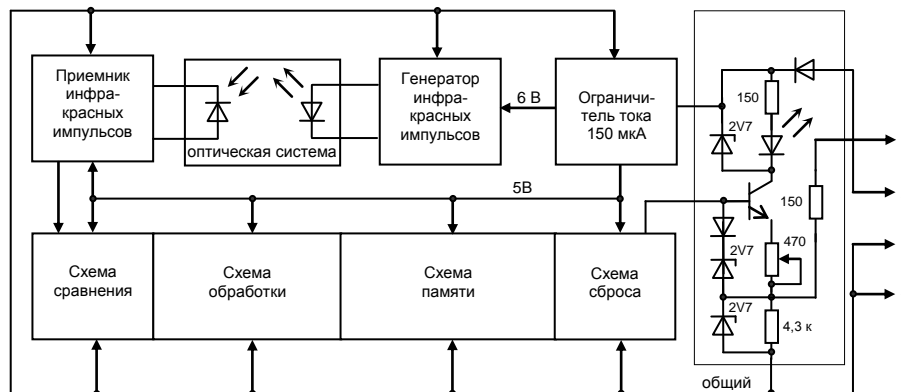 Приемник
инфра-
красных
импульсов
оптическая система
Генератор
инфра-
красных
импульсов
6 В
Ограничи-
тель тока
150 мкА
150
2V7
150
5В
Схема
сравнения
Схема
обработки
Схема
памяти
Схема
сброса
2V7
470
2V7
4,3 к
общий